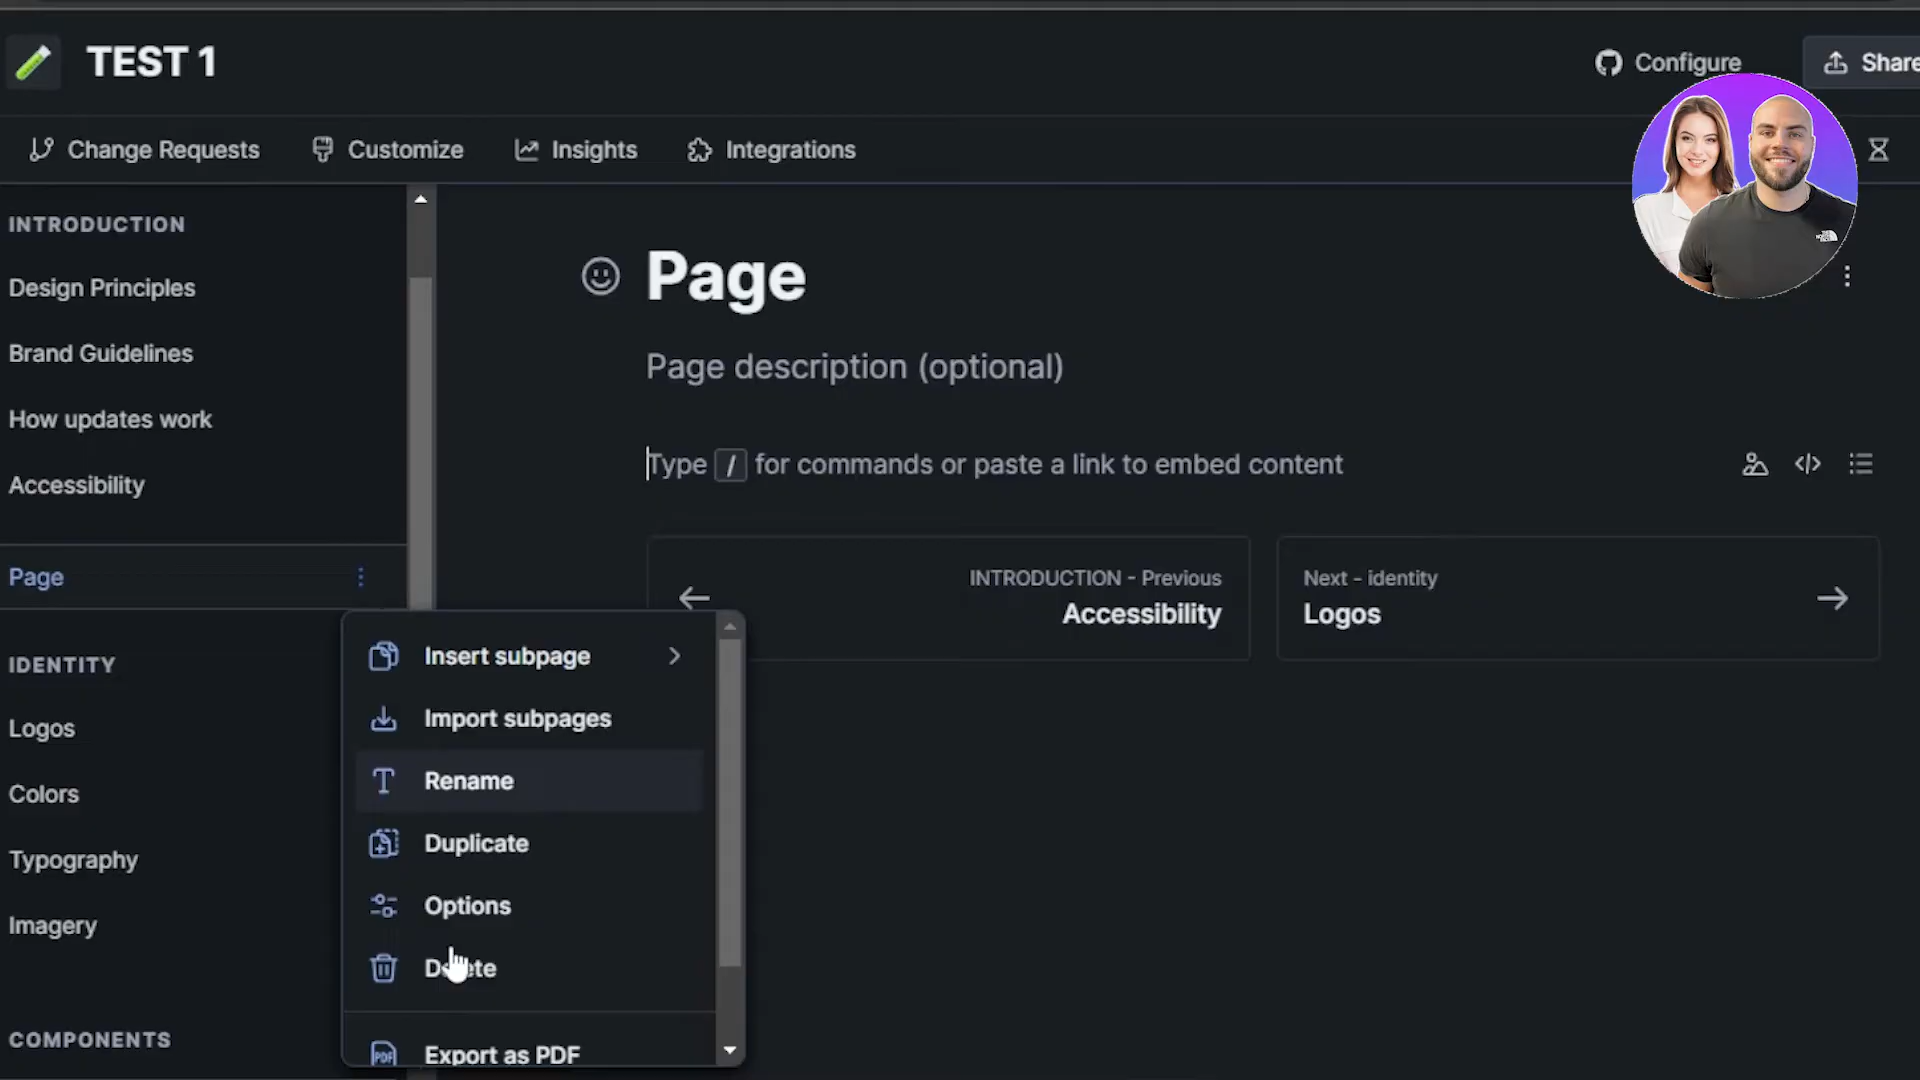 TEST 1
Configure
Share
Change Requests
Customize
Insights
Integrations
INTRODUCTION
Design Principles
Brand Guidelines
How updates work
Accessibility
Page
IDENTITY
Logos
Colors
Typography
Imagery
COMPONENTS
Page
Page description (optional)
Type / for commands or paste a link to embed content
INTRODUCTION - Previous
Accessibility
Next - identity
Logos
Insert subpage
Import subpages
Rename
Duplicate
Options
Delete
PDF Export as PDF